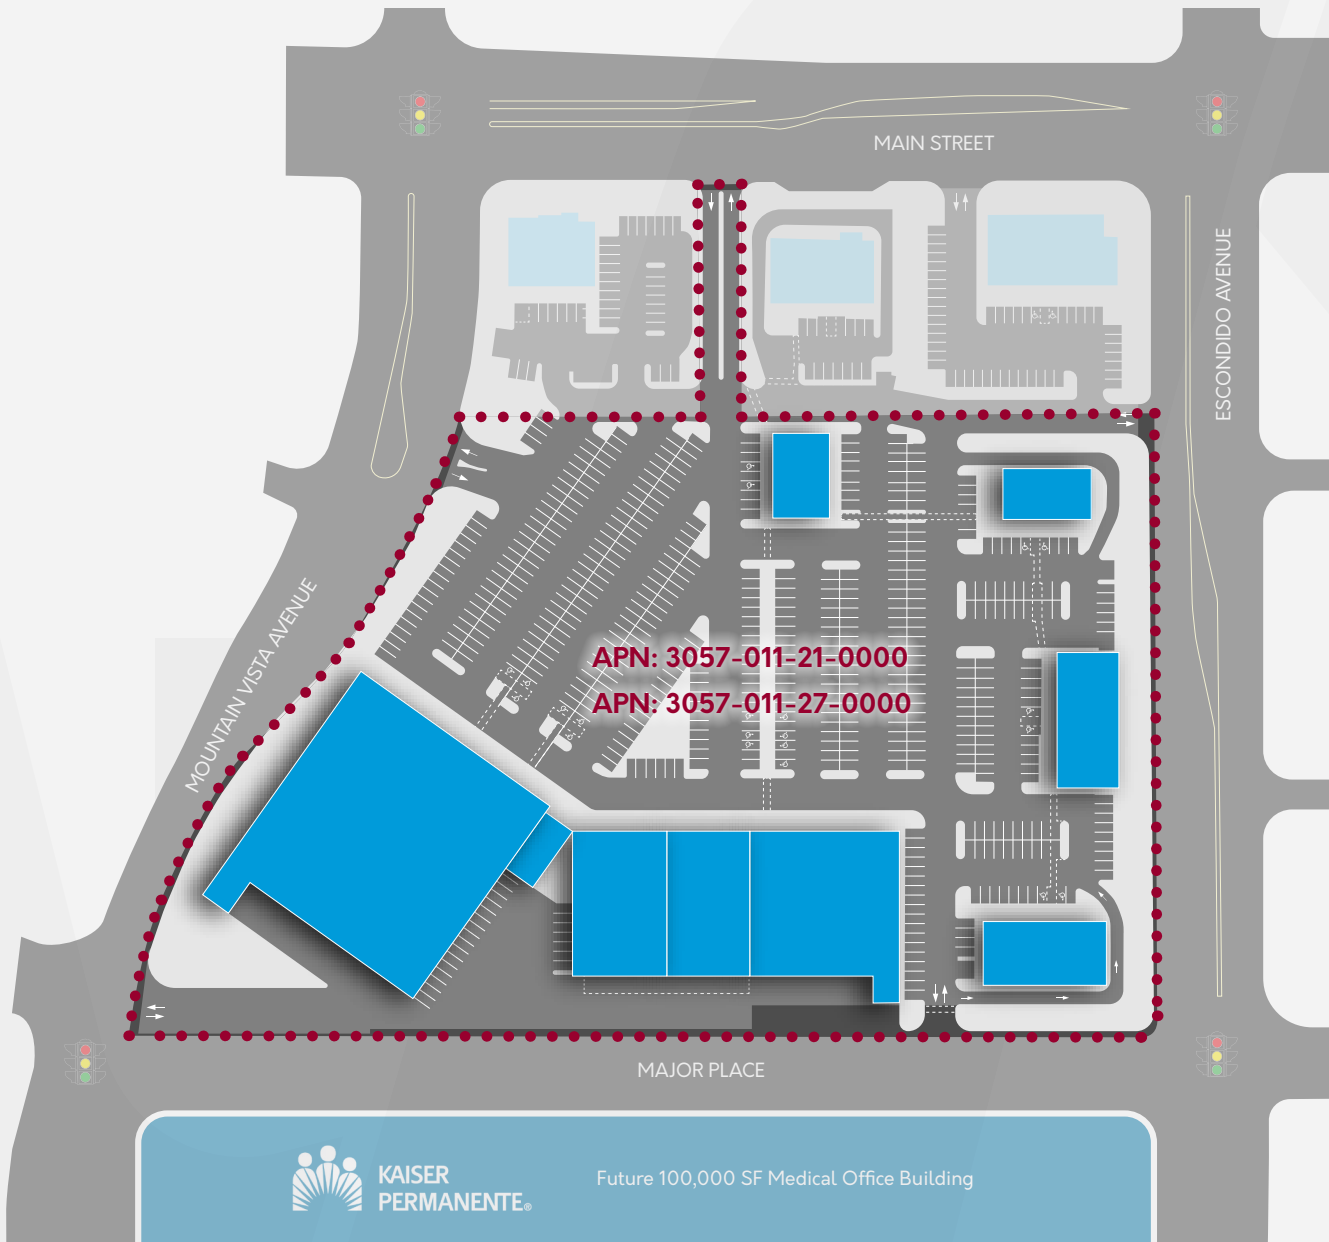 MAIN STREET
ESCONDIDO AVENUE
MOUNTAIN VISTA AVENUE
APN: 3057-011-21-0000
APN: 3057-011-27-0000
MAJOR PLACE
KAISER
PERMANENTE®
Future 100,000 SF Medical Office Building